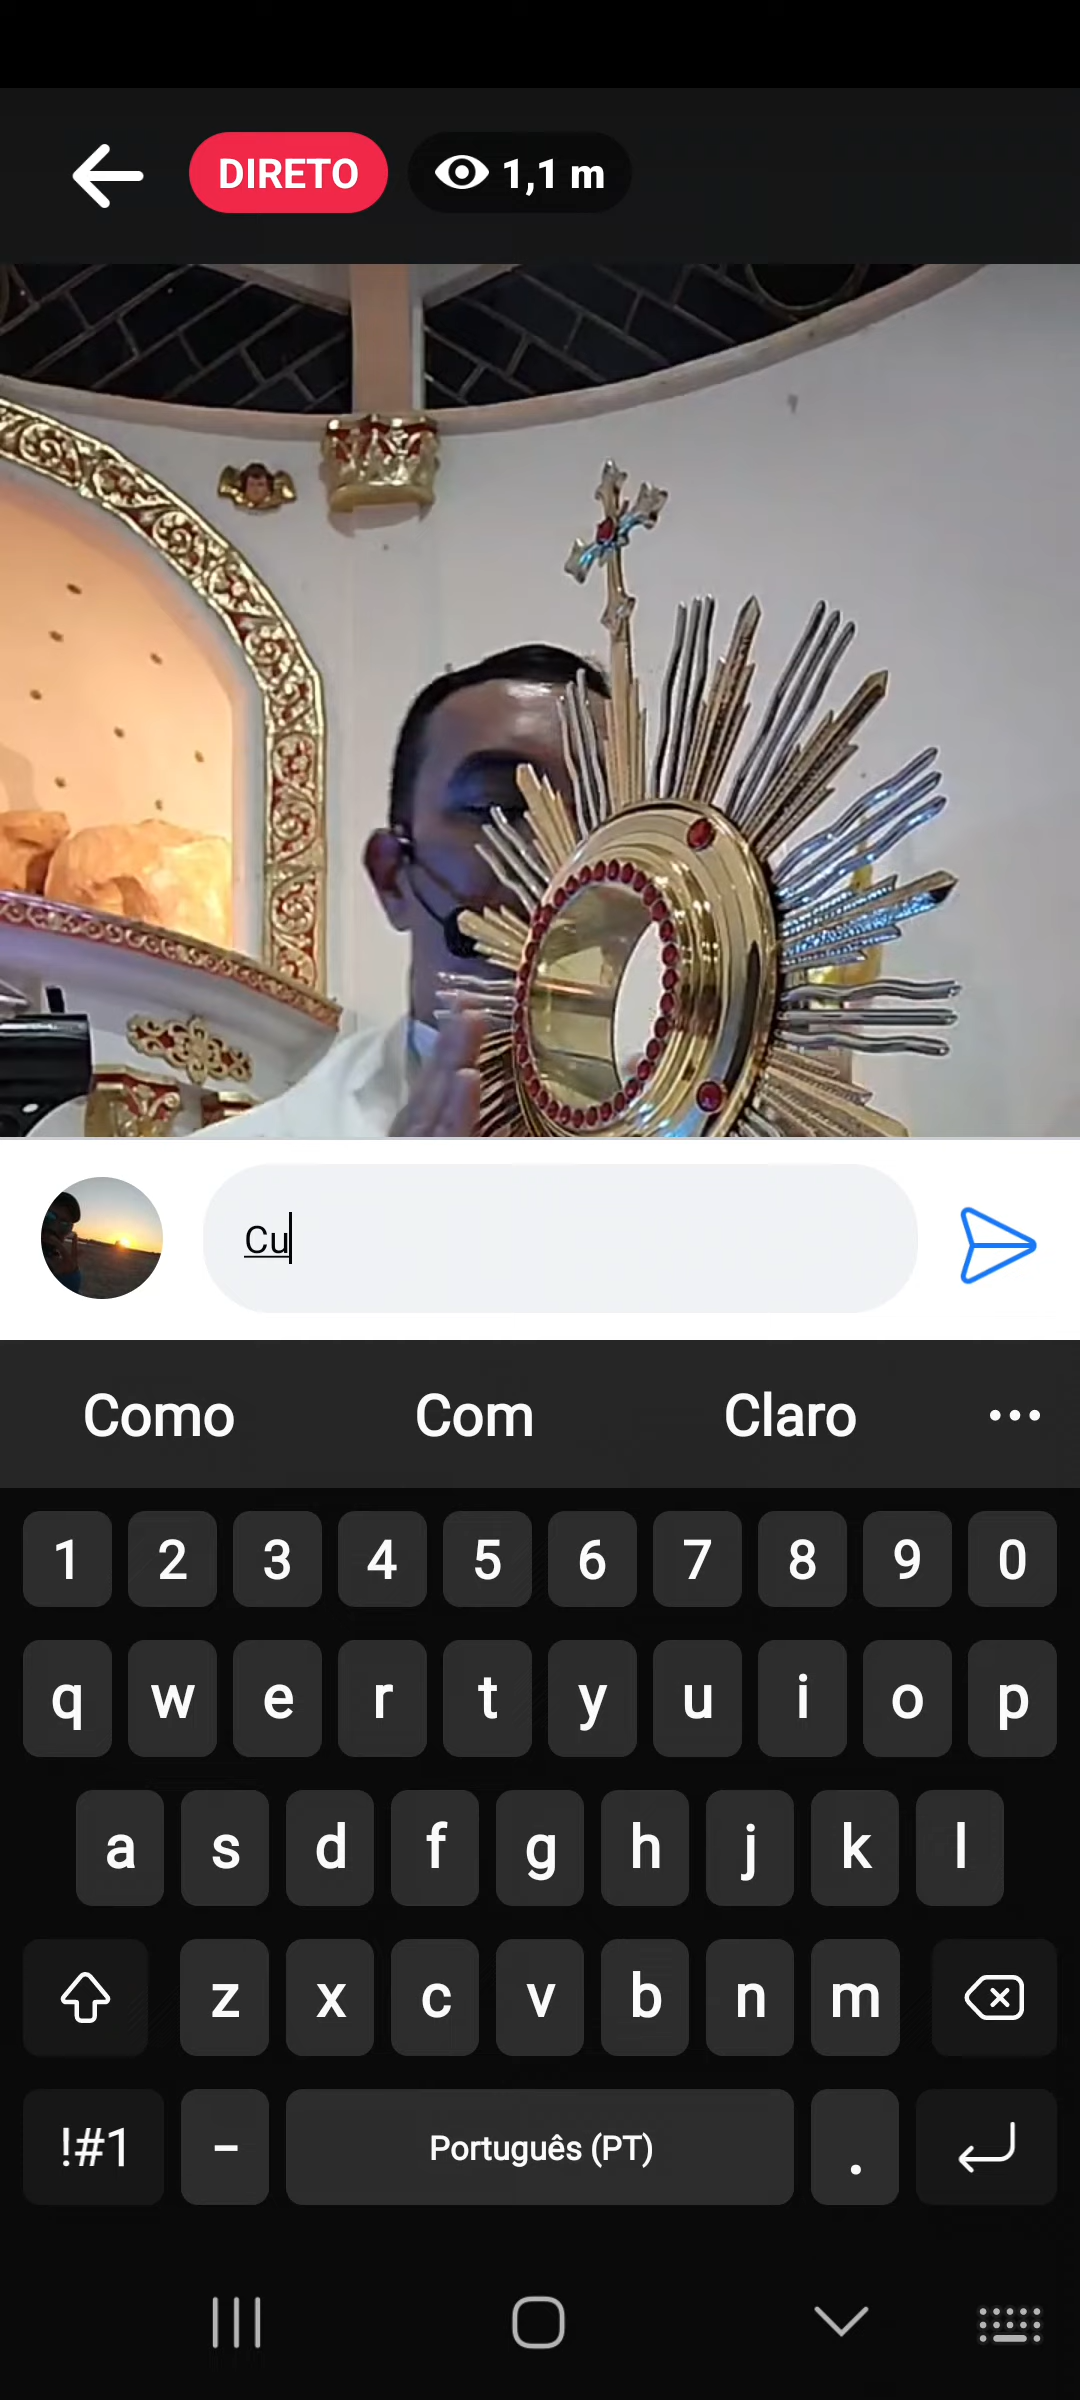 DIRETO 1,1 m
Cu
Como Com Claro ...
1 2 3 4 5 6 7 8 9 0
q w e r t y u i o p
a s d f g h j k l
z x c v b n m
!#1 - Português (PT) .